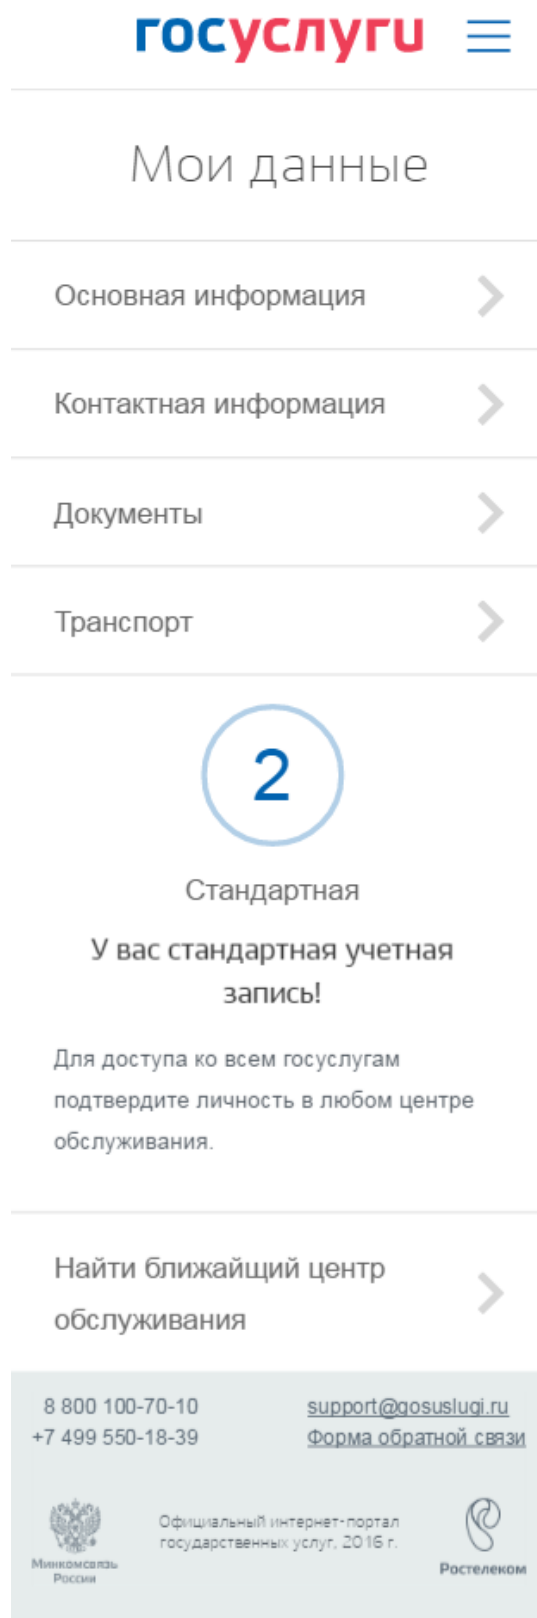 госуслуги
Мои данные
Основная информация
Контактная информация
Документы
Транспорт
2
Стандартная
У вас стандартная учетная
запись!
Для доступа ко всем госуслугам
подтвердите личность в любом центре
обслуживания.
Найти ближайщий центр
обслуживания
8 800 100-70-10
+7 499 550-18-39
support@gosuslugi.ru
Форма обратной связи
Минкомсвязь
России
Официальный интернет-портал
государственных услуг, 2016 г.
Ростелеком